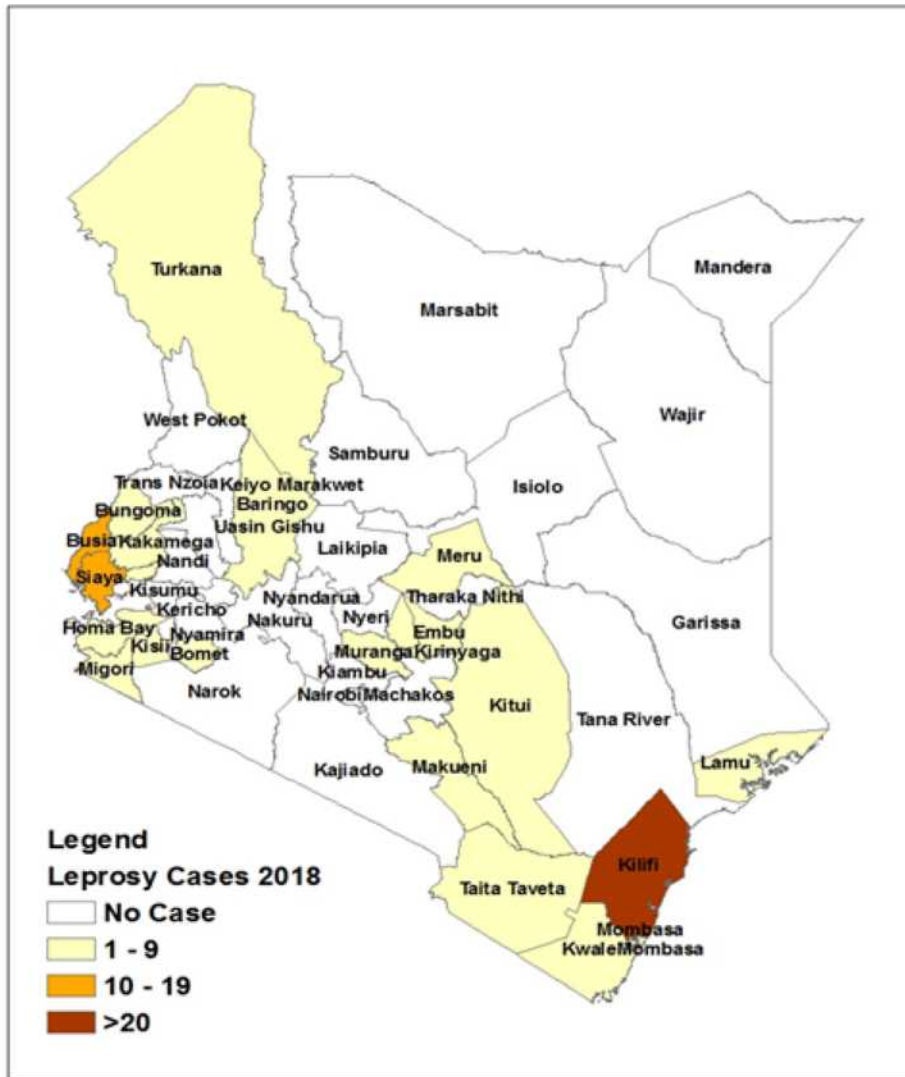 Turkana
Mandera
Marsabit
Wajir
West Pokot
Samburu
Isiolo
Trans Nzoia
Keiyo Marakwet
Baringo
Bungoma
Uasin Gishu
Busia
Kakamega
Laikipia
Nandi
Meru
Siaya
Kisumu
Nyandarua
Tharaka Nithi
Kericho
Nakuru
Nyeri
Garissa
Homa Bay
Nyamira
Embu
Kisii
Bomet
Muranga
Kirinyaga
Migori
Kiambu
Narok
Nairobi
Machakos
Kitui
Tana River
Kajiado
Makueni
Lamu
Kilifi
Taita Taveta
Mombasa
Kwale
Mombasa
Legend
Leprosy Cases 2018
No Case
1 - 9
10 - 19
>20